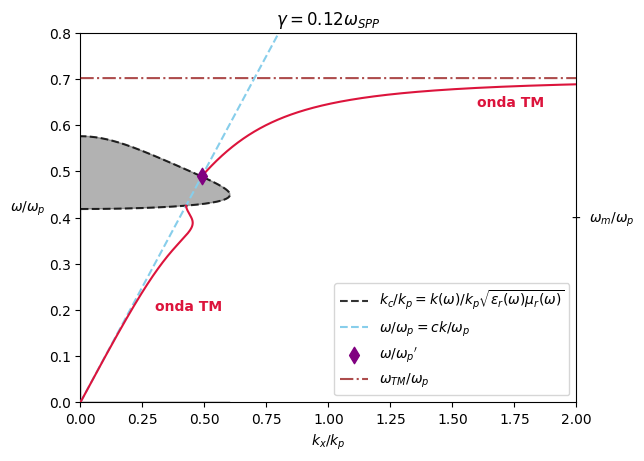 γ = 0.12ω_SPP
0.8
0.7
0.6
0.5
0.4
0.3
0.2
0.1
0.0
ω/ω_p
ω_m/ω_p
onda TM
onda TM
k_c/k_p = k(ω)/k_p√(ε_r(ω)μ_r(ω))
ω/ω_p = ck/ω_p
ω/ω_p′
ω_TM/ω_p
0.00 0.25 0.50 0.75 1.00 1.25 1.50 1.75 2.00
k_x/k_p